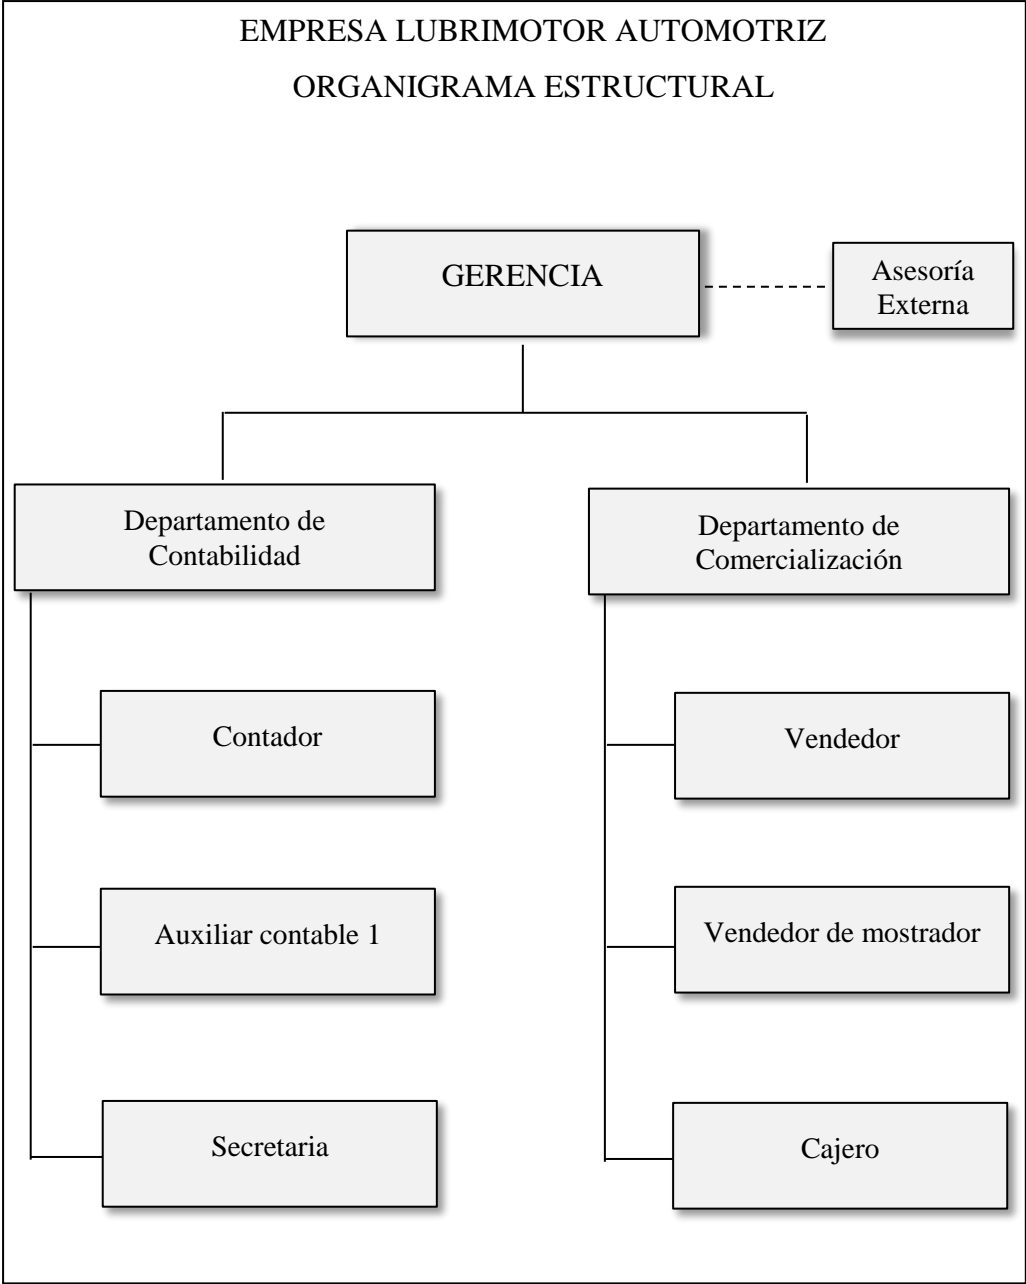 EMPRESA LUBRIMOTOR AUTOMOTRIZ
ORGANIGRAMA ESTRUCTURAL
GERENCIA
Asesoría
Externa
Departamento de
Contabilidad
Departamento de
Comercialización
Contador
Vendedor
Auxiliar contable 1
Vendedor de mostrador
Secretaria
Cajero